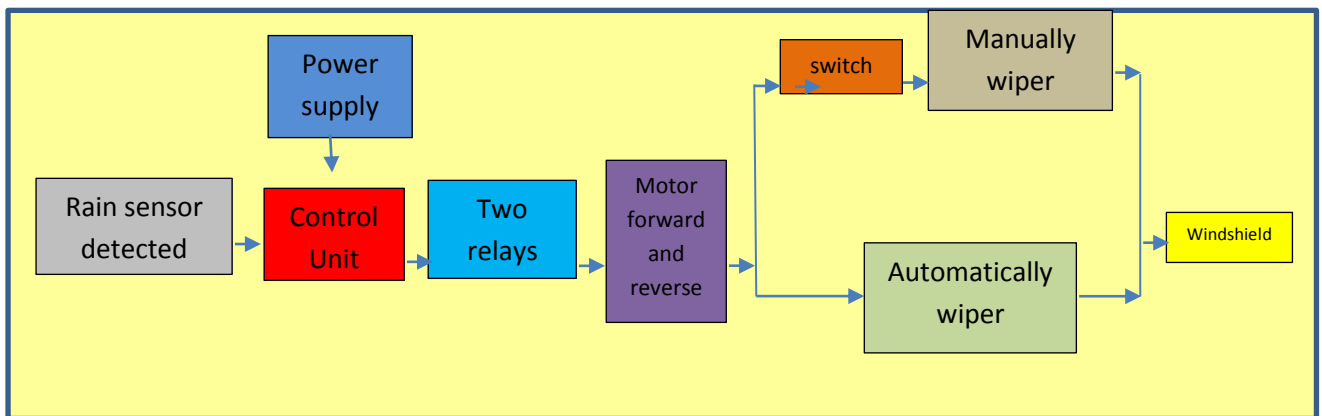 Power
supply
Rain sensor
detected
Control
Unit
Two
relays
Motor
forward
and
reverse
switch
Manually
wiper
Automatically
wiper
Windshield